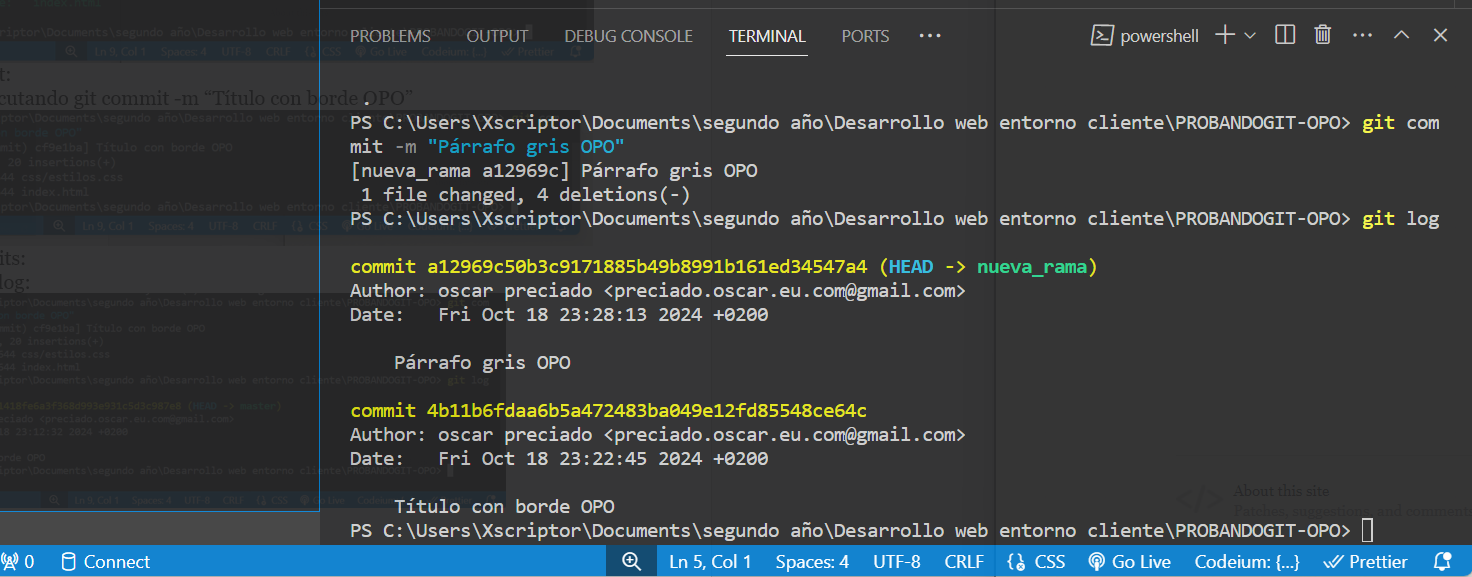 PROBLEMS OUTPUT DEBUG CONSOLE TERMINAL PORTS ··· powershell
PS C:\Users\Xscriptor\Documents\segundo año\Desarrollo web entorno cliente\PROBANDOGIT-OPO> git com
mit -m "Párrafo gris OPO"
[nueva_rama a12969c] Párrafo gris OPO
1 file changed, 4 deletions(-)
PS C:\Users\Xscriptor\Documents\segundo año\Desarrollo web entorno cliente\PROBANDOGIT-OPO> git log
commit a12969c50b3c9171885b49b8991b161ed34547a4 (HEAD -> nueva_rama)
Author: oscar preciado <preciado.oscar.eu.com@gmail.com>
Date: Fri Oct 18 23:28:13 2024 +0200
Párrafo gris OPO
commit 4b11b6fdaa6b5a472483ba049e12fd85548ce64c
Author: oscar preciado <preciado.oscar.eu.com@gmail.com>
Date: Fri Oct 18 23:22:45 2024 +0200
Título con borde OPO
PS C:\Users\Xscriptor\Documents\segundo año\Desarrollo web entorno cliente\PROBANDOGIT-OPO>
0 Connect Ln 5, Col 1 Spaces: 4 UTF-8 CRLF CSS Go Live Codeium: {...} Prettier
cutando git commit -m “Título con borde OPO”
About this site
Patches, suggestions, and comments